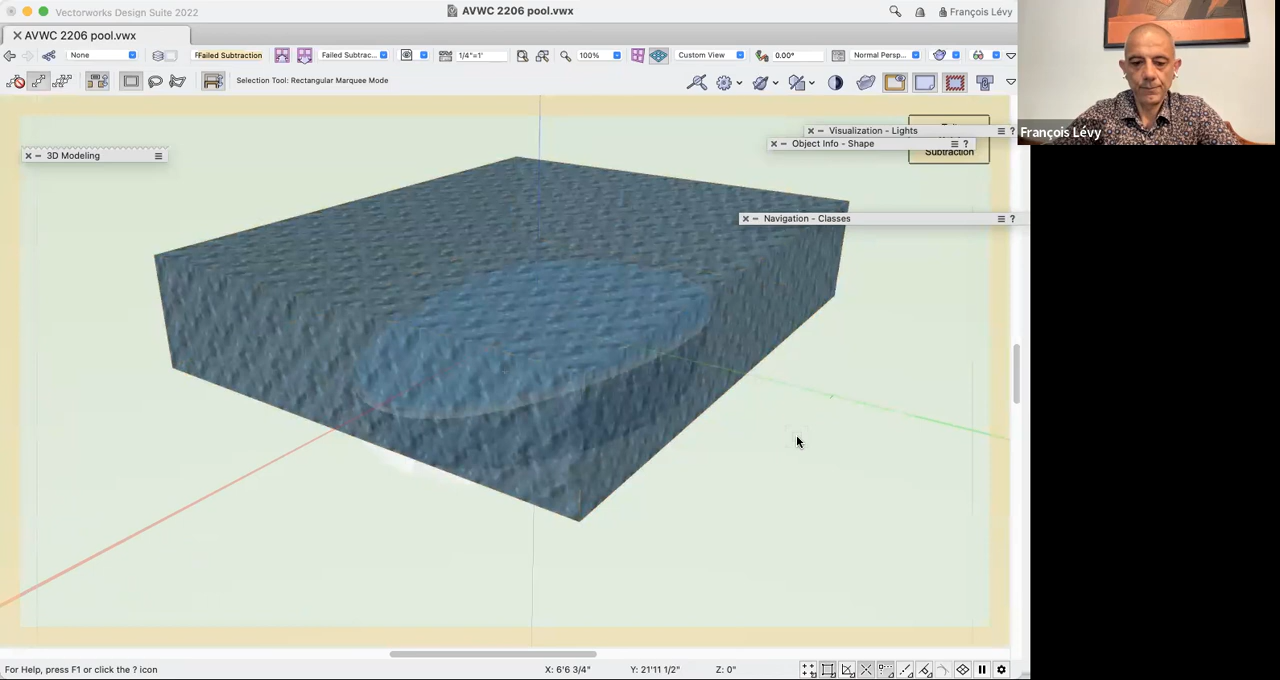 Vectorworks Design Suite 2022
AVWC 2206 pool.vwx
François Lévy
AVWC 2206 pool.vwx
None
Failed Subtraction
Failed Subtrac...
1/4"=1'
100%
Custom View
0.00°
Normal Persp...
Selection Tool: Rectangular Marquee Mode
François Lévy
Visualization - Lights
?
Object Info - Shape
?
Subtraction
3D Modeling
Navigation - Classes
?
For Help, press F1 or click the ? icon
X: 6'6 3/4"
Y: 21'11 1/2"
Z: 0"